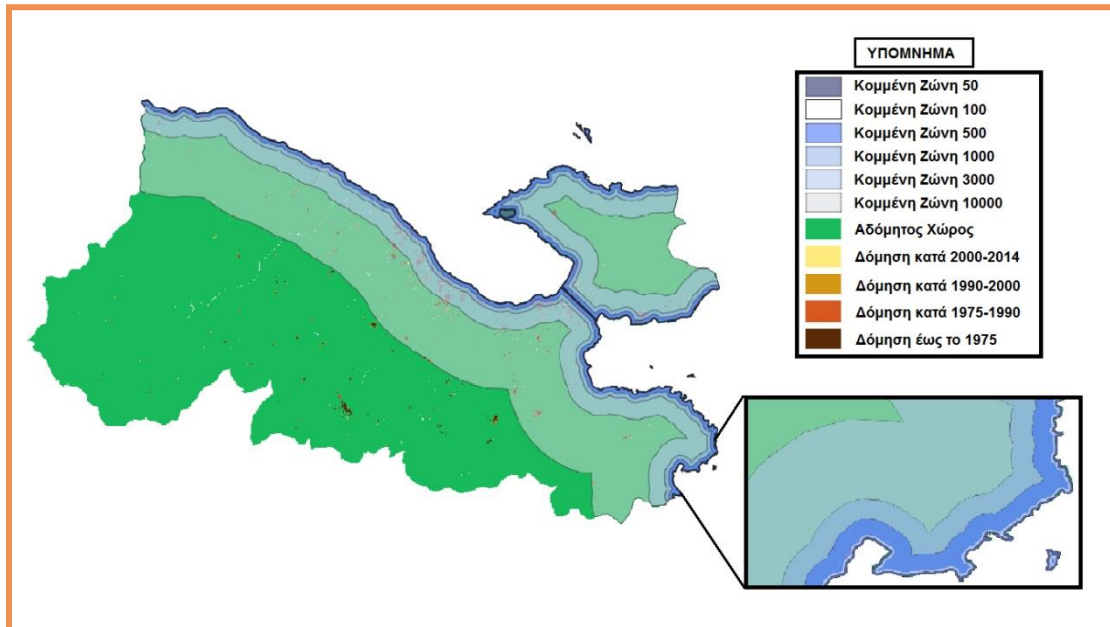 ΥΠΟΜΝΗΜΑ
Κομμένη Ζώνη 50
Κομμένη Ζώνη 100
Κομμένη Ζώνη 500
Κομμένη Ζώνη 1000
Κομμένη Ζώνη 3000
Κομμένη Ζώνη 10000
Αδόμητος Χώρος
Δόμηση κατά 2000-2014
Δόμηση κατά 1990-2000
Δόμηση κατά 1975-1990
Δόμηση έως το 1975